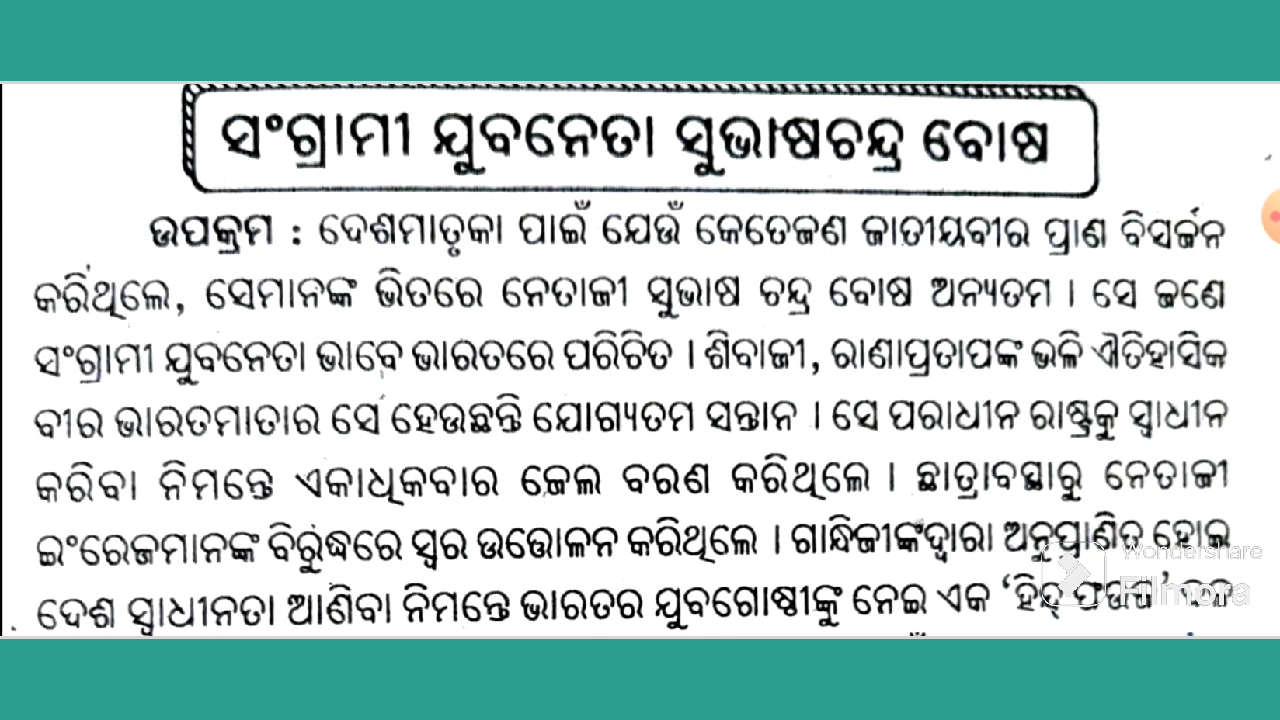 ସଂଗ୍ରାମୀ ଯୁବନେତା ସୁଭାଷଚନ୍ଦ୍ର ବୋଷ
ଉପକ୍ରମ : ଦେଶମାତୃକା ପାଇଁ ଯେଉଁ କେତେଜଣ ଜାତୀୟବୀର ପ୍ରାଣ ବିସର୍ଜନ
କରିଥିଲେ, ସେମାନଙ୍କ ଭିତରେ ନେତାଜୀ ସୁଭାଷ ଚନ୍ଦ୍ର ବୋଷ ଅନ୍ୟତମ । ସେ ଜଣେ
ସଂଗ୍ରାମୀ ଯୁବନେତା ଭାବେ ଭାରତରେ ପରିଚିତ । ଶିବାଜୀ, ରାଣାପ୍ରତାପଙ୍କ ଭଳି ଐତିହାସିକ
ବୀର ଭାରତମାତାର ସେ ହେଉଛନ୍ତି ଯୋଗ୍ୟତମ ସନ୍ତାନ । ସେ ପରାଧୀନ ରାଷ୍ଟ୍ରକୁ ସ୍ୱାଧୀନ
କରିବା ନିମନ୍ତେ ଏକାଧିକବାର ଜେଲ ବରଣ କରିଥିଲେ । ଛାତ୍ରାବସ୍ଥାରୁ ନେତାଜୀ
ଇଂରେଜମାନଙ୍କ ବିରୁଦ୍ଧରେ ସ୍ୱର ଉତ୍ତୋଳନ କରିଥିଲେ । ଗାନ୍ଧିଜୀଙ୍କଦ୍ୱାରା ଅନୁପ୍ରାଣିତ ହୋଇ
ଦେଶ ସ୍ୱାଧୀନତା ଆଣିବା ନିମନ୍ତେ ଭାରତର ଯୁବଗୋଷ୍ଠୀଙ୍କୁ ନେଇ ଏକ ‘ହିନ୍ଦ୍
Wondershare
Filmora